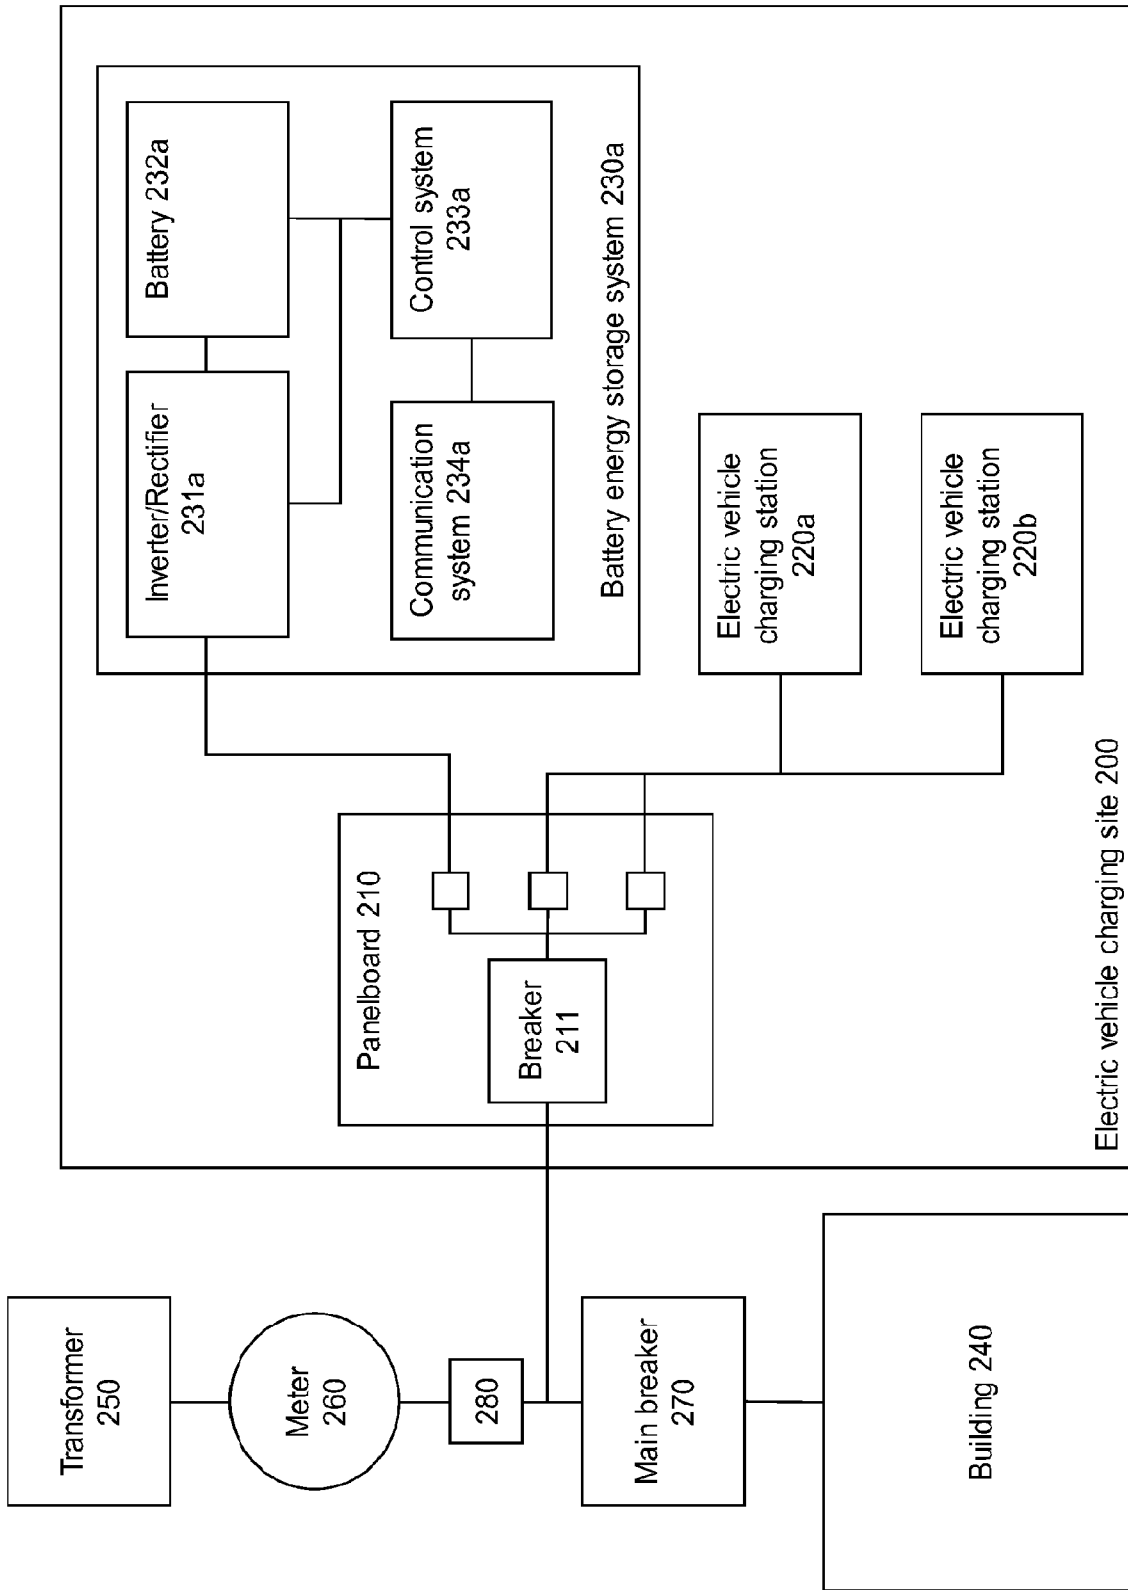 Transformer
250
Meter
260
280
Main breaker
270
Building 240
Panelboard 210
Breaker
211
Inverter/Rectifier
231a
Battery 232a
Communication
system 234a
Control system
233a
Battery energy storage system 230a
Electric vehicle
charging station
220a
Electric vehicle
charging station
220b
Electric vehicle charging site 200